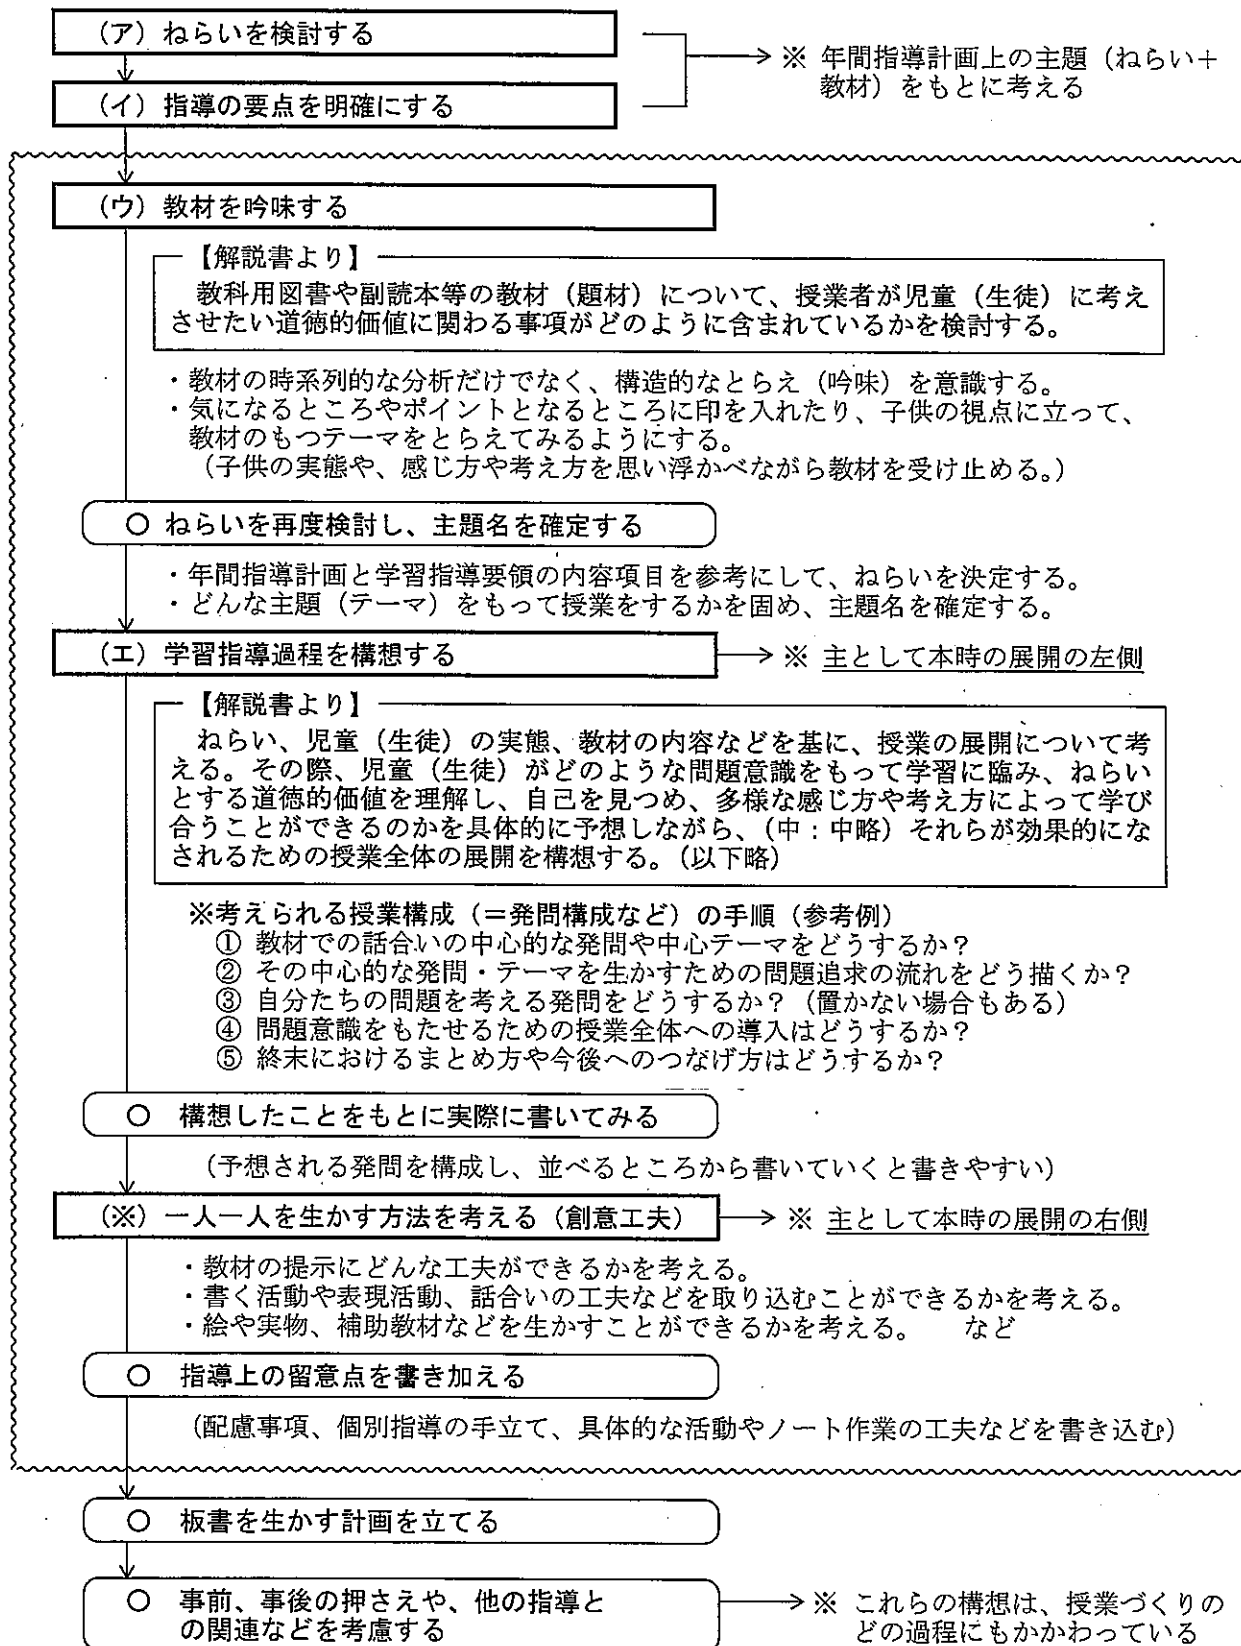 (ア) ねらいを検討する
※ 年間指導計画上の主題（ねらい＋
教材）をもとに考える
(イ) 指導の要点を明確にする
(ウ) 教材を吟味する
【解説書より】
教科用図書や副読本等の教材（題材）について、授業者が児童（生徒）に考え
させたい道徳的価値に関わる事項がどのように含まれているかを検討する。
・教材の時系列的な分析だけでなく、構造的なとらえ（吟味）を意識する。
・気になるところやポイントとなるところに印を入れたり、子供の視点に立って、
教材のもつテーマをとらえてみるようにする。
（子供の実態や、感じ方や考え方を思い浮かべながら教材を受け止める。）
○ ねらいを再度検討し、主題名を確定する
・年間指導計画と学習指導要領の内容項目を参考にして、ねらいを決定する。
・どんな主題（テーマ）をもって授業をするかを固め、主題名を確定する。
(エ) 学習指導過程を構想する
※ 主として本時の展開の左側
【解説書より】
ねらい、児童（生徒）の実態、教材の内容などを基に、授業の展開について考
える。その際、児童（生徒）がどのような問題意識をもって学習に臨み、ねらい
とする道徳的価値を理解し、自己を見つめ、多様な感じ方や考え方によって学び
合うことができるのかを具体的に予想しながら、（中：中略）それらが効果的にな
されるための授業全体の展開を構想する。（以下略）
※考えられる授業構成（＝発問構成など）の手順（参考例）
① 教材での話合いの中心的な発問や中心テーマをどうするか？
② その中心的な発問・テーマを生かすための問題追求の流れをどう描くか？
③ 自分たちの問題を考える発問をどうするか？（置かない場合もある）
④ 問題意識をもたせるための授業全体への導入はどうするか？
⑤ 終末におけるまとめ方や今後へのつなげ方はどうするか？
○ 構想したことをもとに実際に書いてみる
（予想される発問を構成し、並べるところから書いていくと書きやすい）
(※) 一人一人を生かす方法を考える（創意工夫）
※ 主として本時の展開の右側
・教材の提示にどんな工夫ができるかを考える。
・書く活動や表現活動、話合いの工夫などを取り込むことができるかを考える。
・絵や実物、補助教材などを生かすことができるかを考える。 など
○ 指導上の留意点を書き加える
（配慮事項、個別指導の手立て、具体的な活動やノート作業の工夫などを書き込む）
○ 板書を生かす計画を立てる
○ 事前、事後の押さえや、他の指導と
の関連などを考慮する
※ これらの構想は、授業づくりの
どの過程にもかかわっている